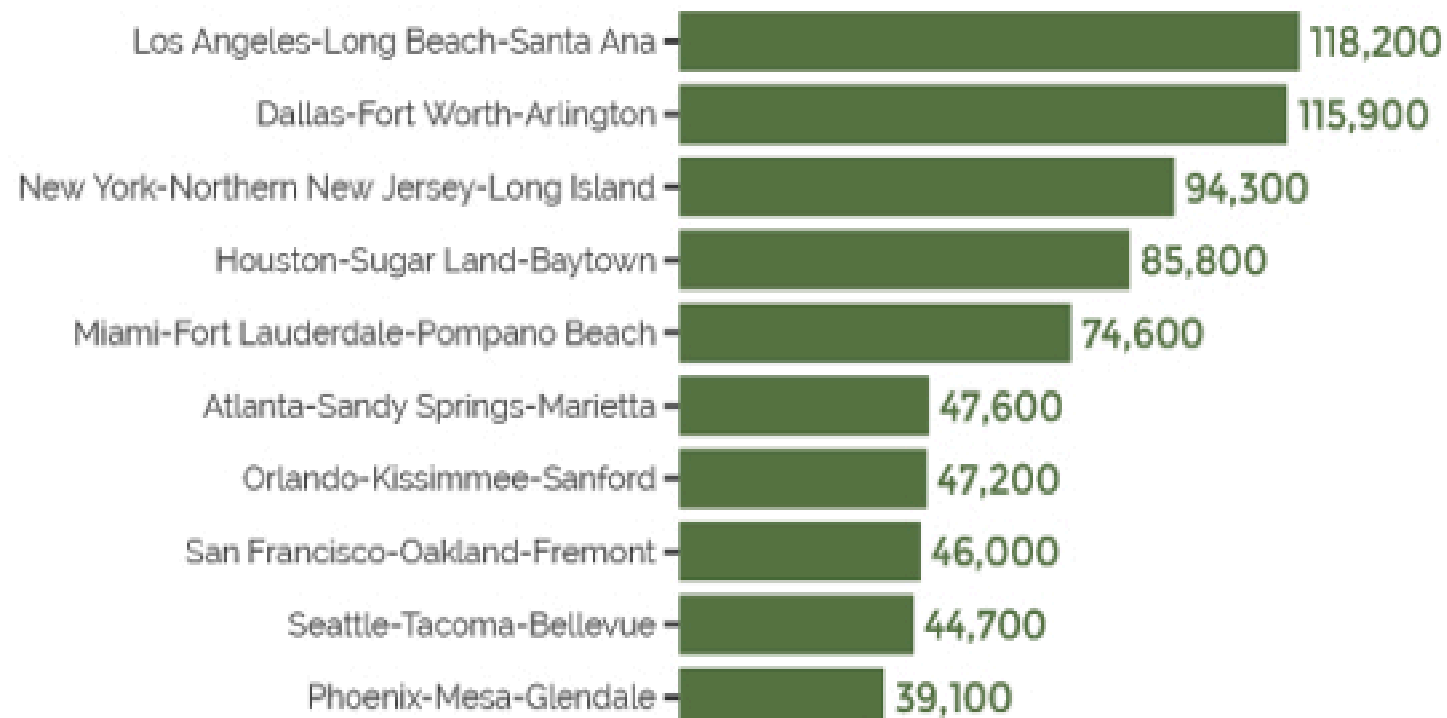 Los Angeles-Long Beach-Santa Ana 118,200
Dallas-Fort Worth-Arlington 115,900
New York-Northern New Jersey-Long Island 94,300
Houston-Sugar Land-Baytown 85,800
Miami-Fort Lauderdale-Pompano Beach 74,600
Atlanta-Sandy Springs-Marietta 47,600
Orlando-Kissimmee-Sanford 47,200
San Francisco-Oakland-Fremont 46,000
Seattle-Tacoma-Bellevue 44,700
Phoenix-Mesa-Glendale 39,100